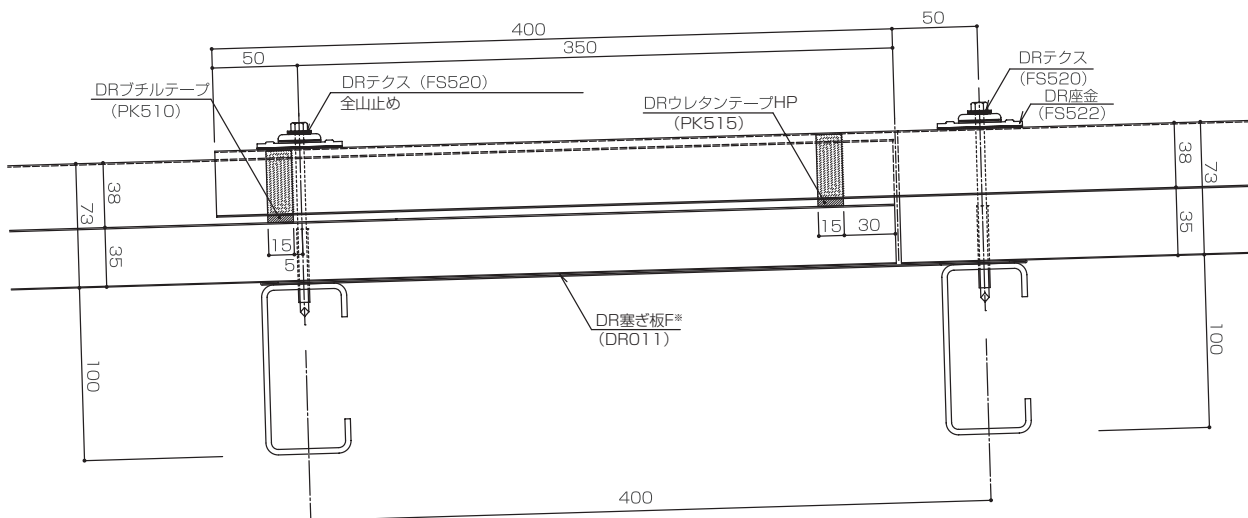 400
50
50
350
DRテクス（FS520）
全山止め
DRブチルテープ
（PK510）
DRウレタンテープHP
（PK515）
DRテクス
（FS520）
DR座金
（FS522）
38
73
35
15
5
15
30
38
73
35
DR塞ぎ板F※
（DR011）
100
100
400